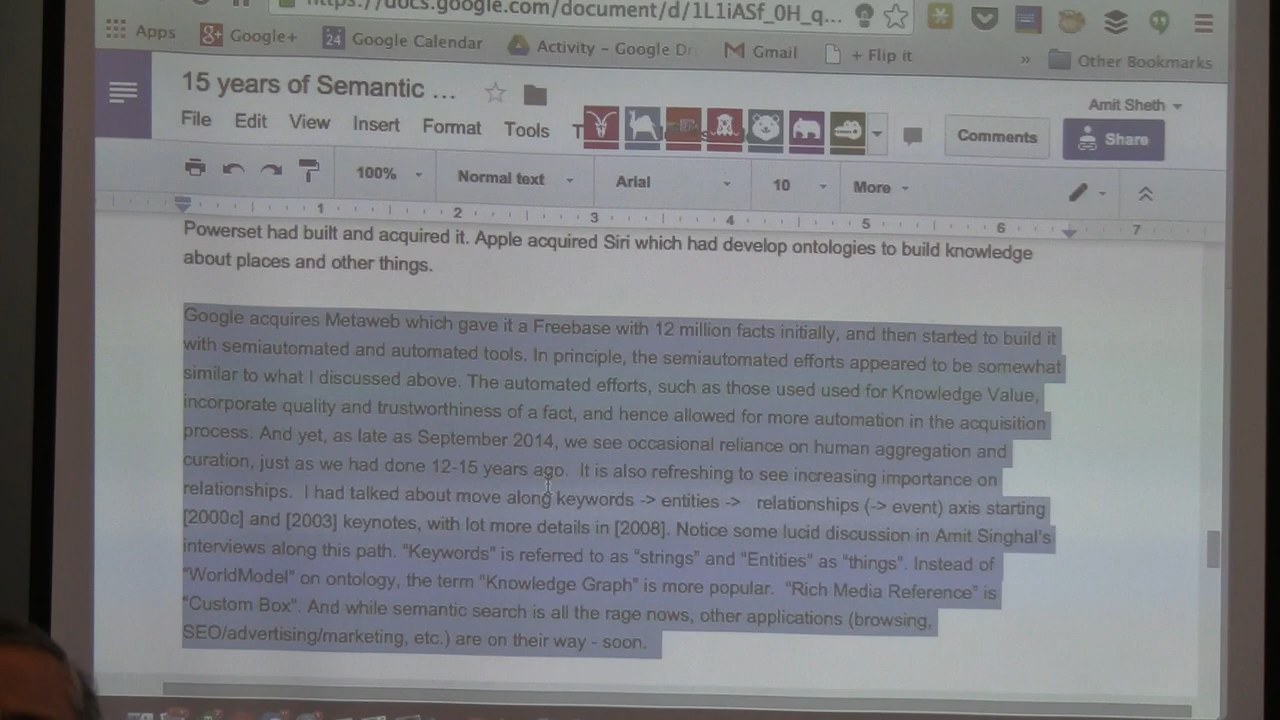 https://docs.google.com/document/d/1L1iASf_0H_q...
Apps Google+ 24 Google Calendar Activity - Google Dr Gmail + Flip it » Other Bookmarks
15 years of Semantic ...
Amit Sheth
File Edit View Insert Format Tools T
Comments Share
100% Normal text Arial 10 More
1 2 3 4 5 6 7
Powerset had built and acquired it. Apple acquired Siri which had develop ontologies to build knowledge
about places and other things.
Google acquires Metaweb which gave it a Freebase with 12 million facts initially, and then started to build it
with semiautomated and automated tools. In principle, the semiautomated efforts appeared to be somewhat
similar to what I discussed above. The automated efforts, such as those used used for Knowledge Value,
incorporate quality and trustworthiness of a fact, and hence allowed for more automation in the acquisition
process. And yet, as late as September 2014, we see occasional reliance on human aggregation and
curation, just as we had done 12-15 years ago. It is also refreshing to see increasing importance on
relationships. I had talked about move along keywords -> entities -> relationships (-> event) axis starting
[2000c] and [2003] keynotes, with lot more details in [2008]. Notice some lucid discussion in Amit Singhal's
interviews along this path. “Keywords” is referred to as “strings” and “Entities” as “things”. Instead of
“WorldModel” on ontology, the term “Knowledge Graph” is more popular. “Rich Media Reference” is
“Custom Box”. And while semantic search is all the rage nows, other applications (browsing,
SEO/advertising/marketing, etc.) are on their way - soon.